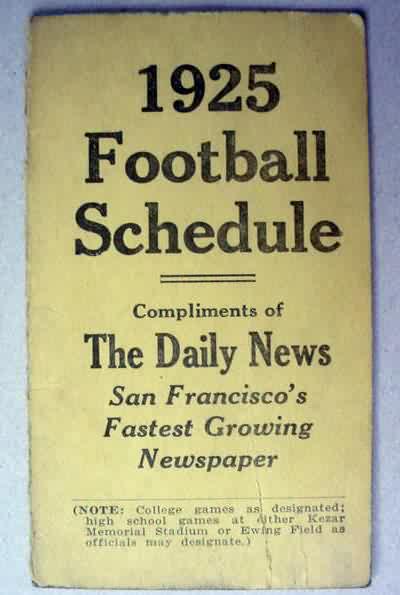 1925
Football
Schedule
Compliments of
The Daily News
San Francisco's
Fastest Growing
Newspaper
(NOTE: College games as designated;
high school games at either Kezar
Memorial Stadium or Ewing Field as
officials may designate.)